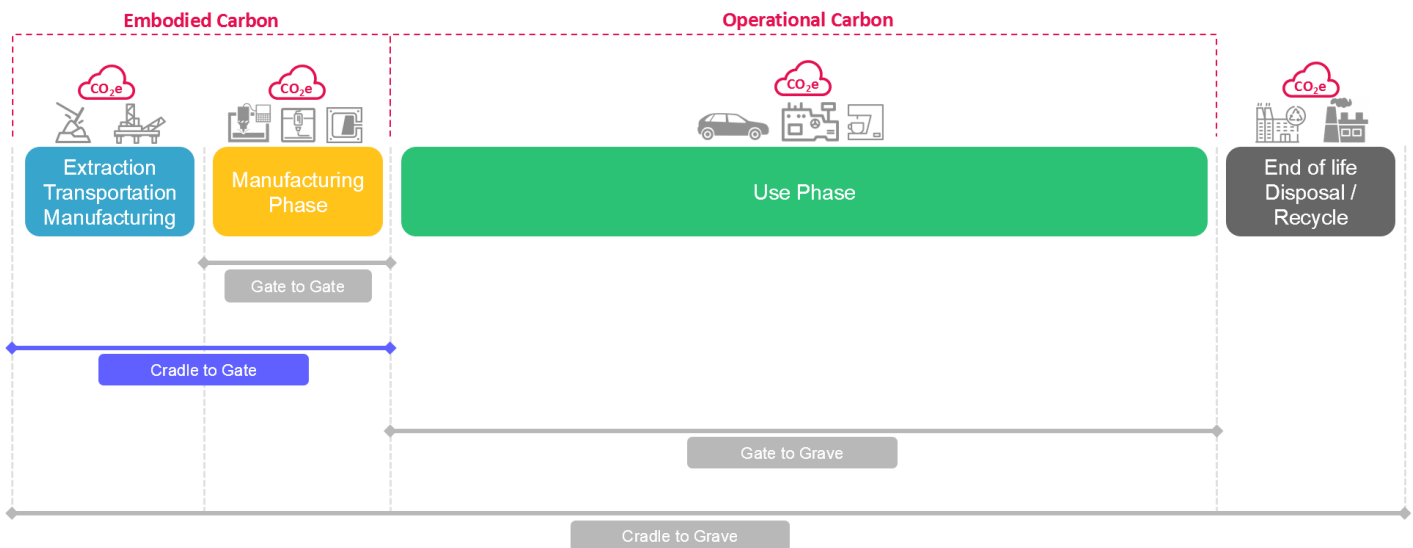 Embodied Carbon
Operational Carbon
CO₂e
CO₂e
CO₂e
CO₂e
Extraction
Transportation
Manufacturing
Manufacturing
Phase
Use Phase
End of life
Disposal /
Recycle
Gate to Gate
Cradle to Gate
Gate to Grave
Cradle to Grave